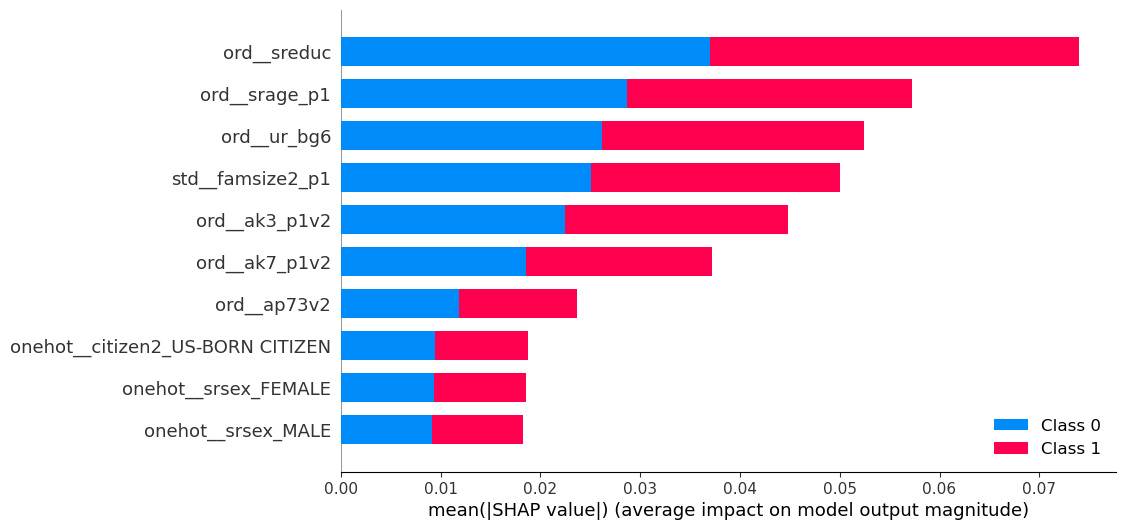 ord__sreduc
ord__srage_p1
ord__ur_bg6
std__famsize2_p1
ord__ak3_p1v2
ord__ak7_p1v2
ord__ap73v2
onehot__citizen2_US-BORN CITIZEN
onehot__srsex_FEMALE
onehot__srsex_MALE
Class 0
Class 1
0.00 0.01 0.02 0.03 0.04 0.05 0.06 0.07
mean(|SHAP value|) (average impact on model output magnitude)